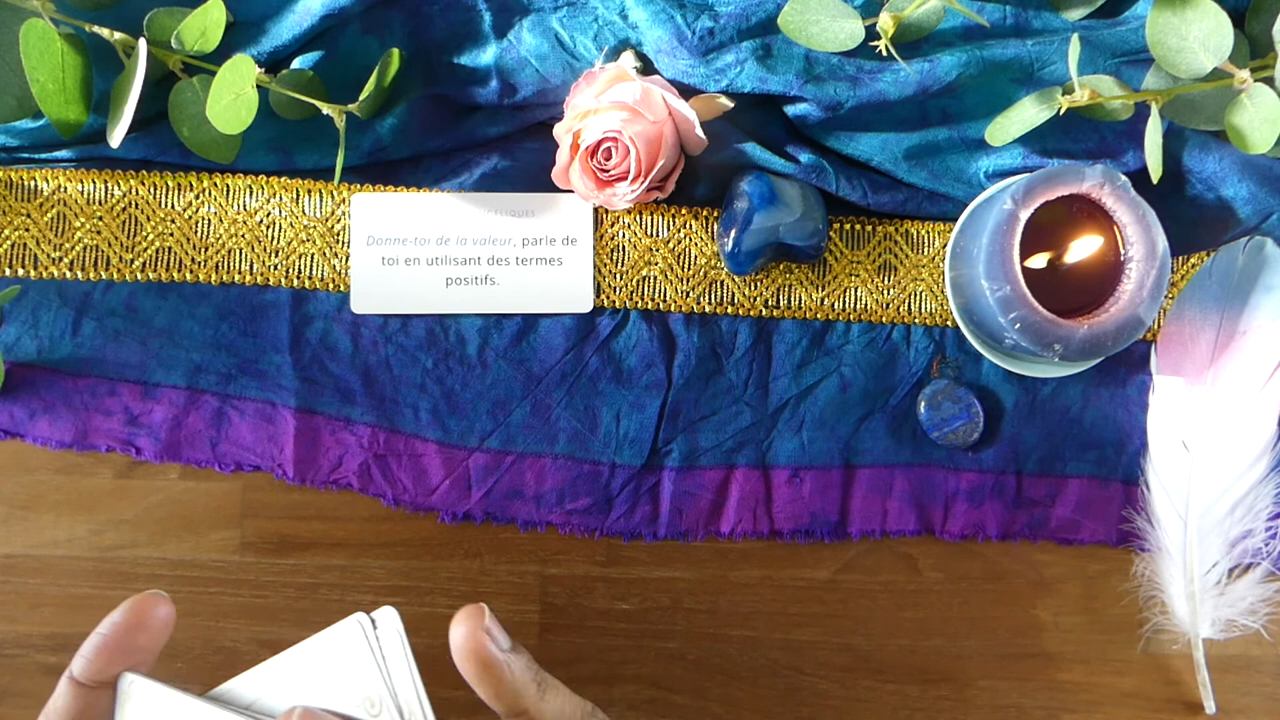 Donne-toi de la valeur, parle de
toi en utilisant des termes
positifs.